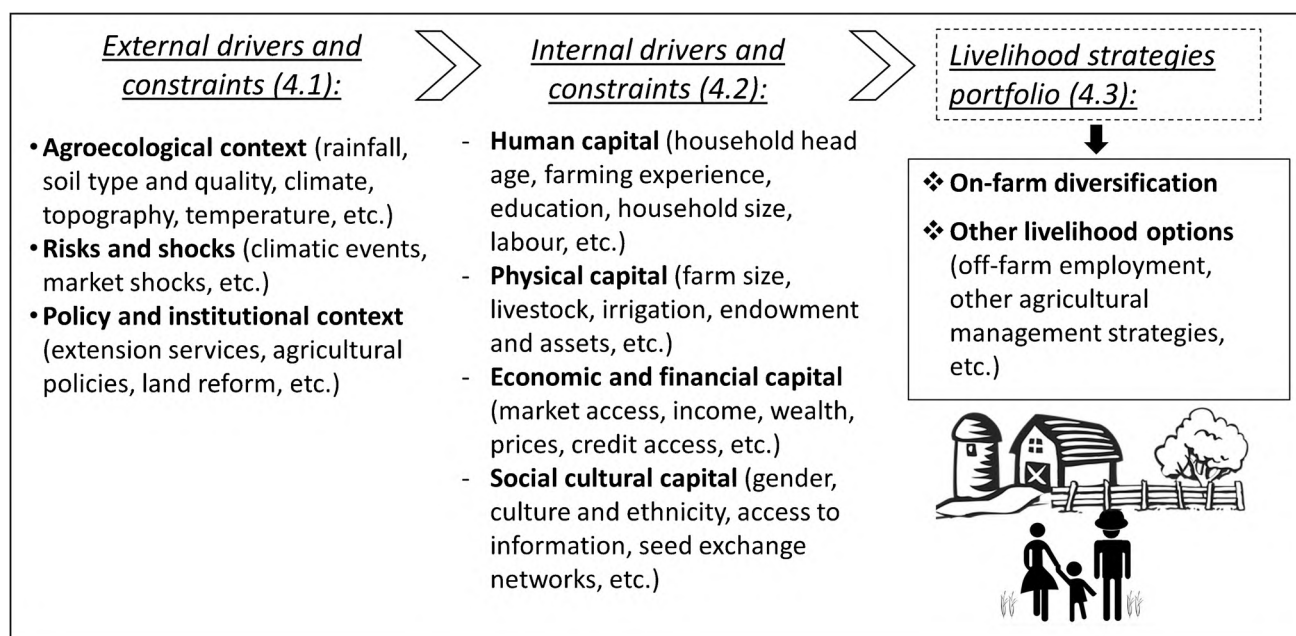 External drivers and
constraints (4.1):
• Agroecological context (rainfall,
soil type and quality, climate,
topography, temperature, etc.)
• Risks and shocks (climatic events,
market shocks, etc.)
• Policy and institutional context
(extension services, agricultural
policies, land reform, etc.)
Internal drivers and
constraints (4.2):
- Human capital (household head
age, farming experience,
education, household size,
labour, etc.)
- Physical capital (farm size,
livestock, irrigation, endowment
and assets, etc.)
- Economic and financial capital
(market access, income, wealth,
prices, credit access, etc.)
- Social cultural capital (gender,
culture and ethnicity, access to
information, seed exchange
networks, etc.)
Livelihood strategies
portfolio (4.3):
❖ On-farm diversification
❖ Other livelihood options
(off-farm employment,
other agricultural
management strategies,
etc.)